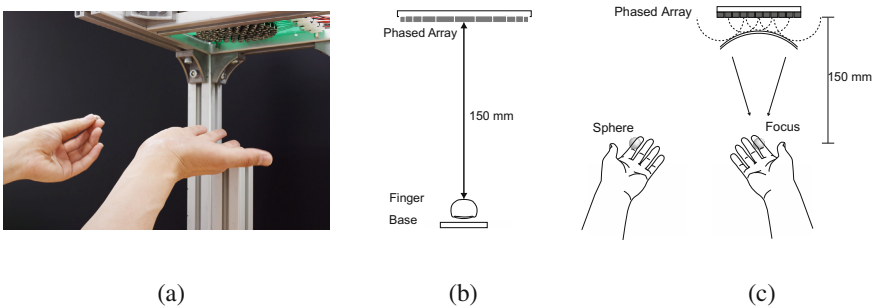 Phased Array
150 mm
Finger
Base
Phased Array
150 mm
Sphere
Focus
(a)
(b)
(c)